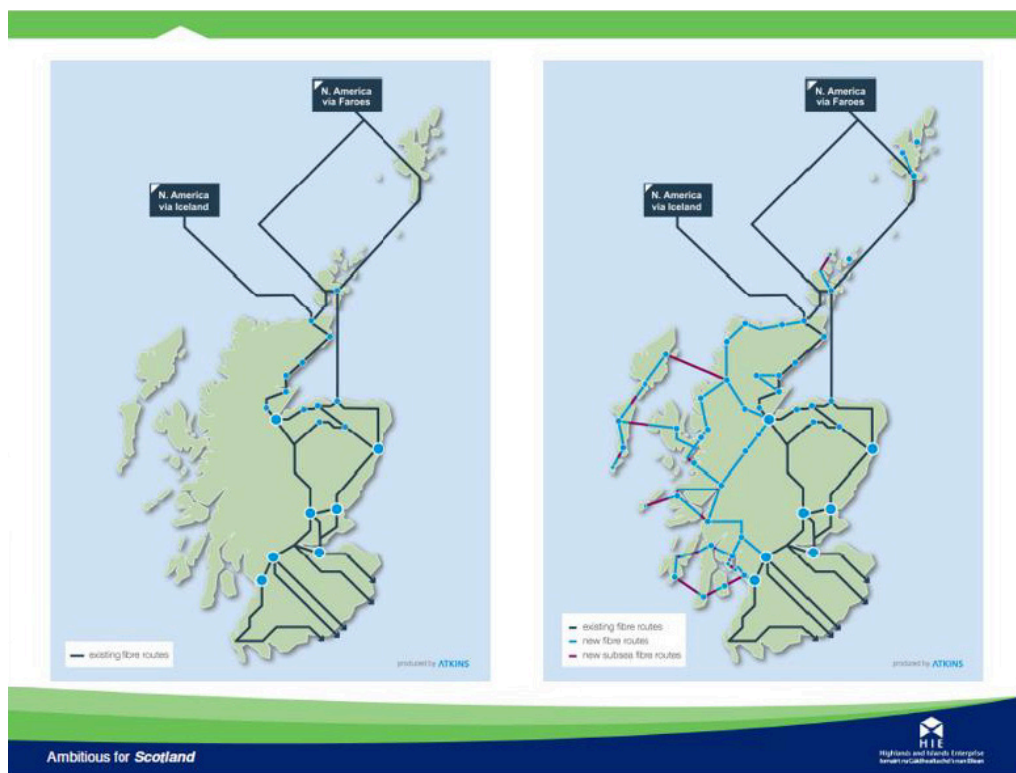 N. America
via Faroes
N. America
via Iceland
existing fibre routes
produced by ATKINS
N. America
via Faroes
N. America
via Iceland
existing fibre routes
new fibre routes
new subsea fibre routes
produced by ATKINS
Ambitious for Scotland
HIE
Highlands and Islands Enterprise